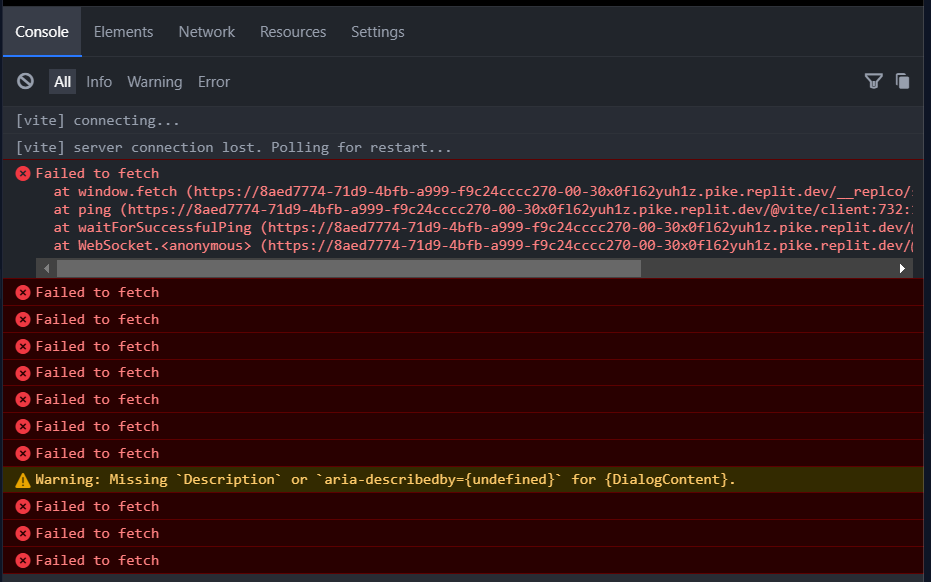 Console Elements Network Resources Settings
All Info Warning Error
[vite] connecting...
[vite] server connection lost. Polling for restart...
Failed to fetch
at window.fetch (https://8aed7774-71d9-4bfb-a999-f9c24cccc270-00-30x0fl62yuh1z.pike.replit.dev/__replco/
at ping (https://8aed7774-71d9-4bfb-a999-f9c24cccc270-00-30x0fl62yuh1z.pike.replit.dev/@vite/client:732:
at waitForSuccessfulPing (https://8aed7774-71d9-4bfb-a999-f9c24cccc270-00-30x0fl62yuh1z.pike.replit.dev/
at WebSocket.<anonymous> (https://8aed7774-71d9-4bfb-a999-f9c24cccc270-00-30x0fl62yuh1z.pike.replit.dev/
Failed to fetch
Failed to fetch
Failed to fetch
Failed to fetch
Failed to fetch
Failed to fetch
Failed to fetch
Warning: Missing `Description` or `aria-describedby={undefined}` for {DialogContent}.
Failed to fetch
Failed to fetch
Failed to fetch